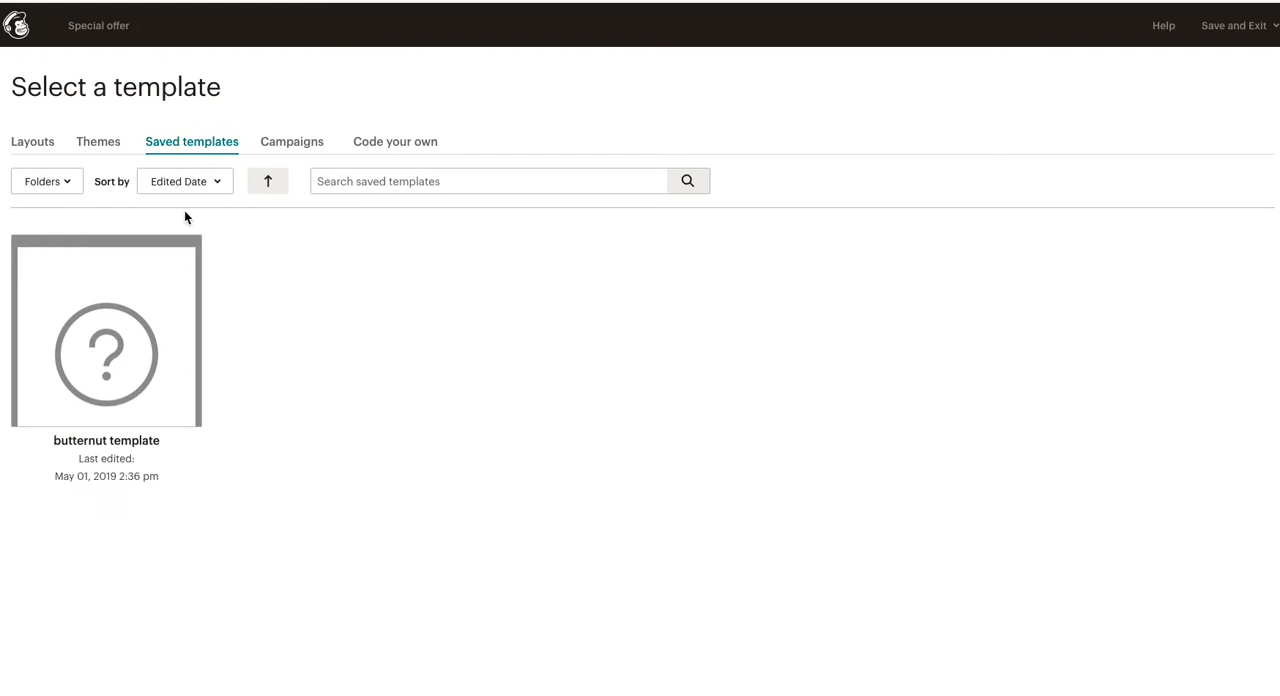 Special offer Help Save and Exit
Select a template
Layouts Themes Saved templates Campaigns Code your own
Folders Sort by Edited Date Search saved templates
?
butternut template
Last edited:
May 01, 2019 2:36 pm